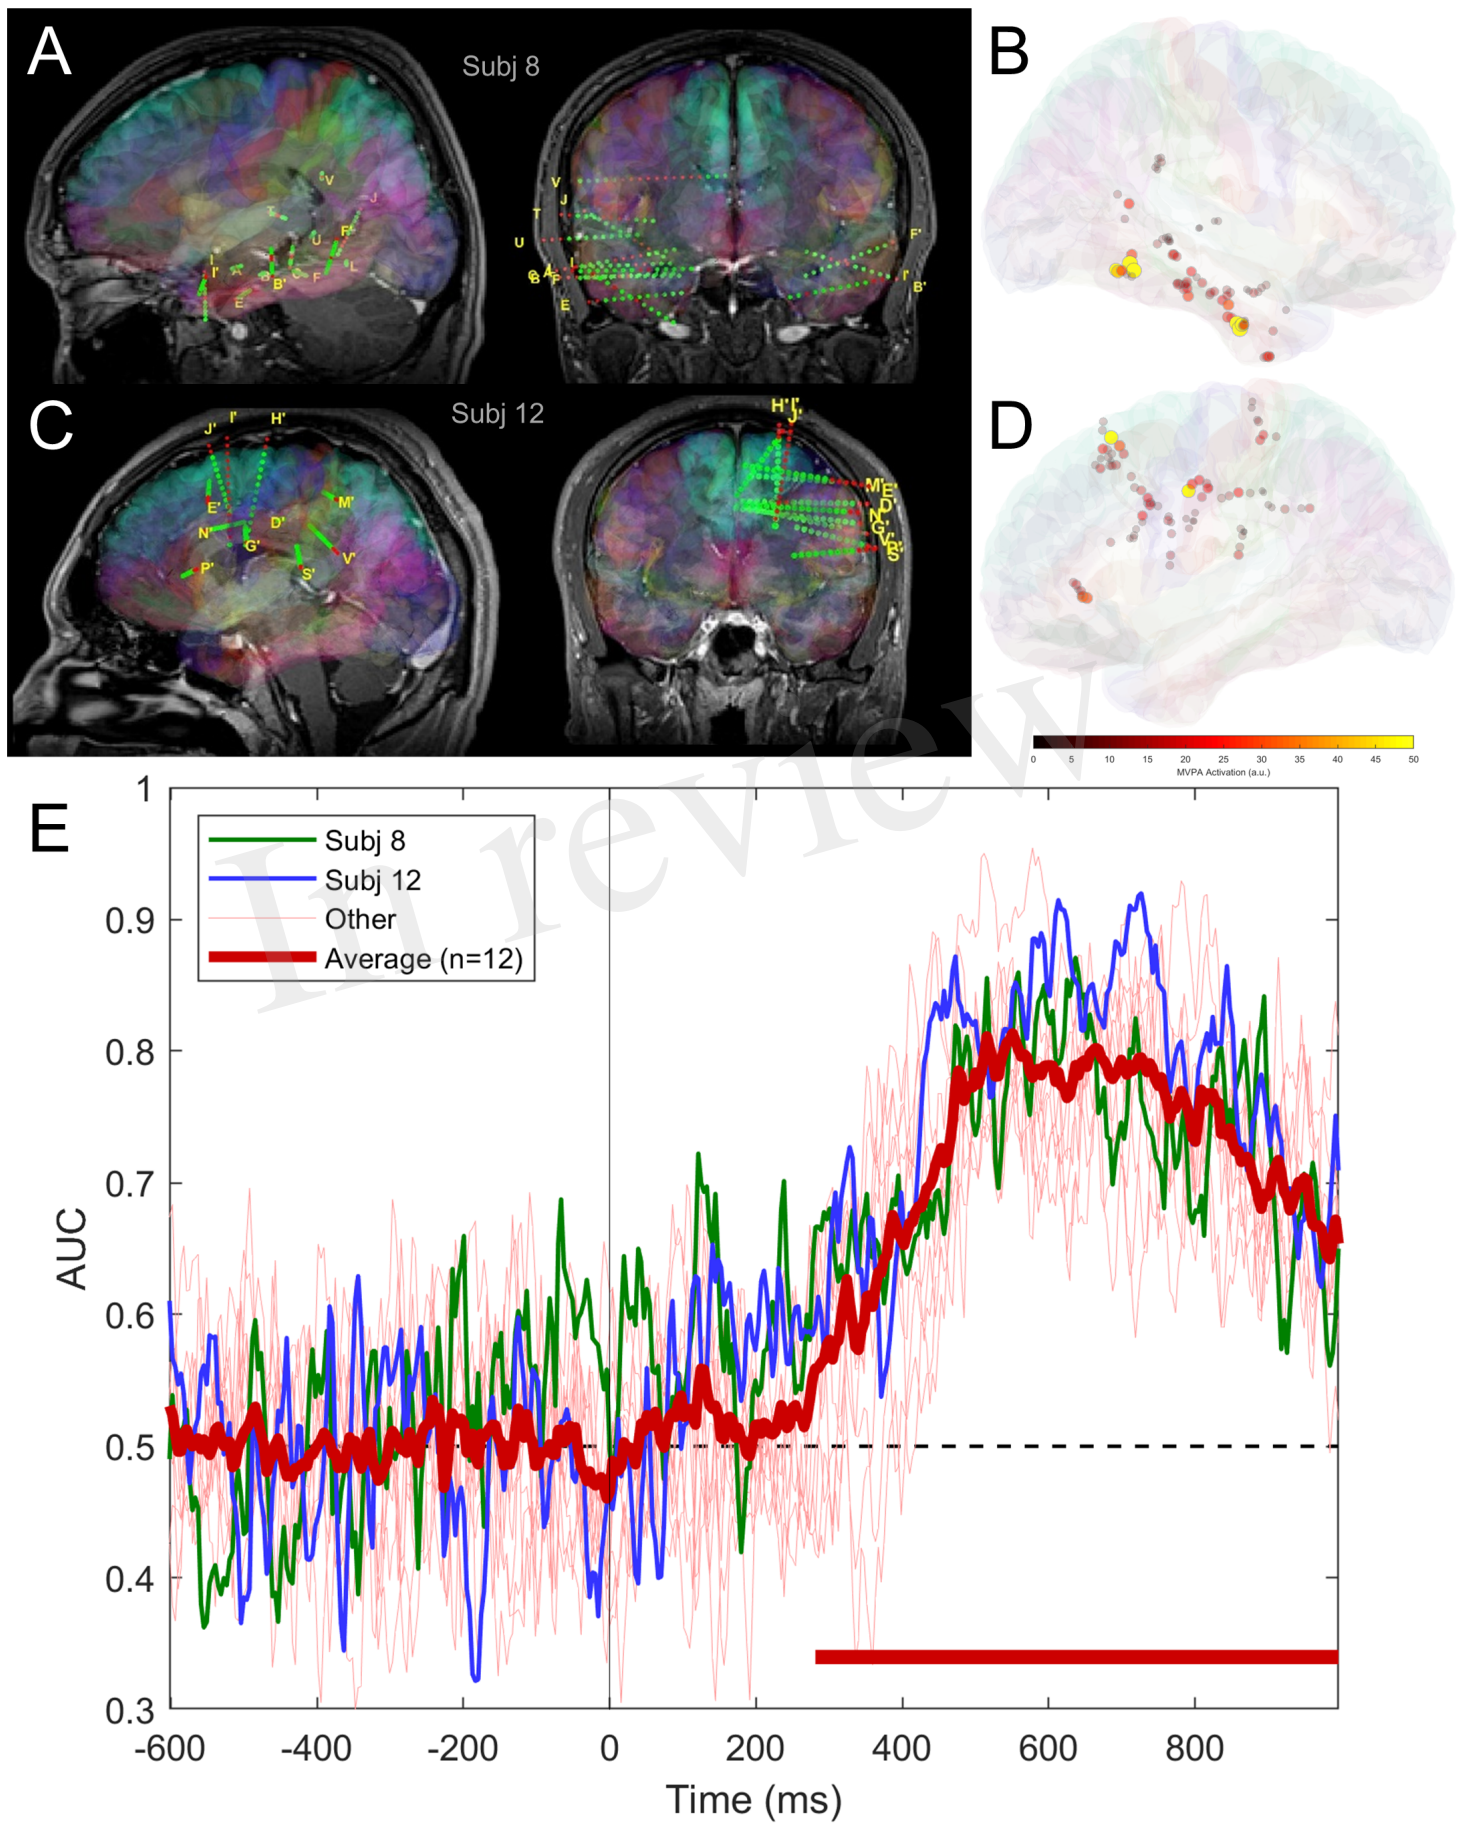 A
Subj 8
B
V
J
T
F'
U
I
I'
A
B
C
B'
F
L
E
V
J
T
U
I
E
F'
I'
B'
C
Subj 12
D
J'
I'
H'
E'
M'
N'
D'
G'
V'
P'
S'
H'
I'
J'
M'
E'
D'
N'
G'
V'
S'
0 5 10 15 20 25 30 35 40 45 50
MVPA Activation (a.u.)
In review
E
Subj 8
Subj 12
Other
Average (n=12)
1
0.9
0.8
0.7
0.6
0.5
0.4
0.3
AUC
-600 -400 -200 0 200 400 600 800
Time (ms)